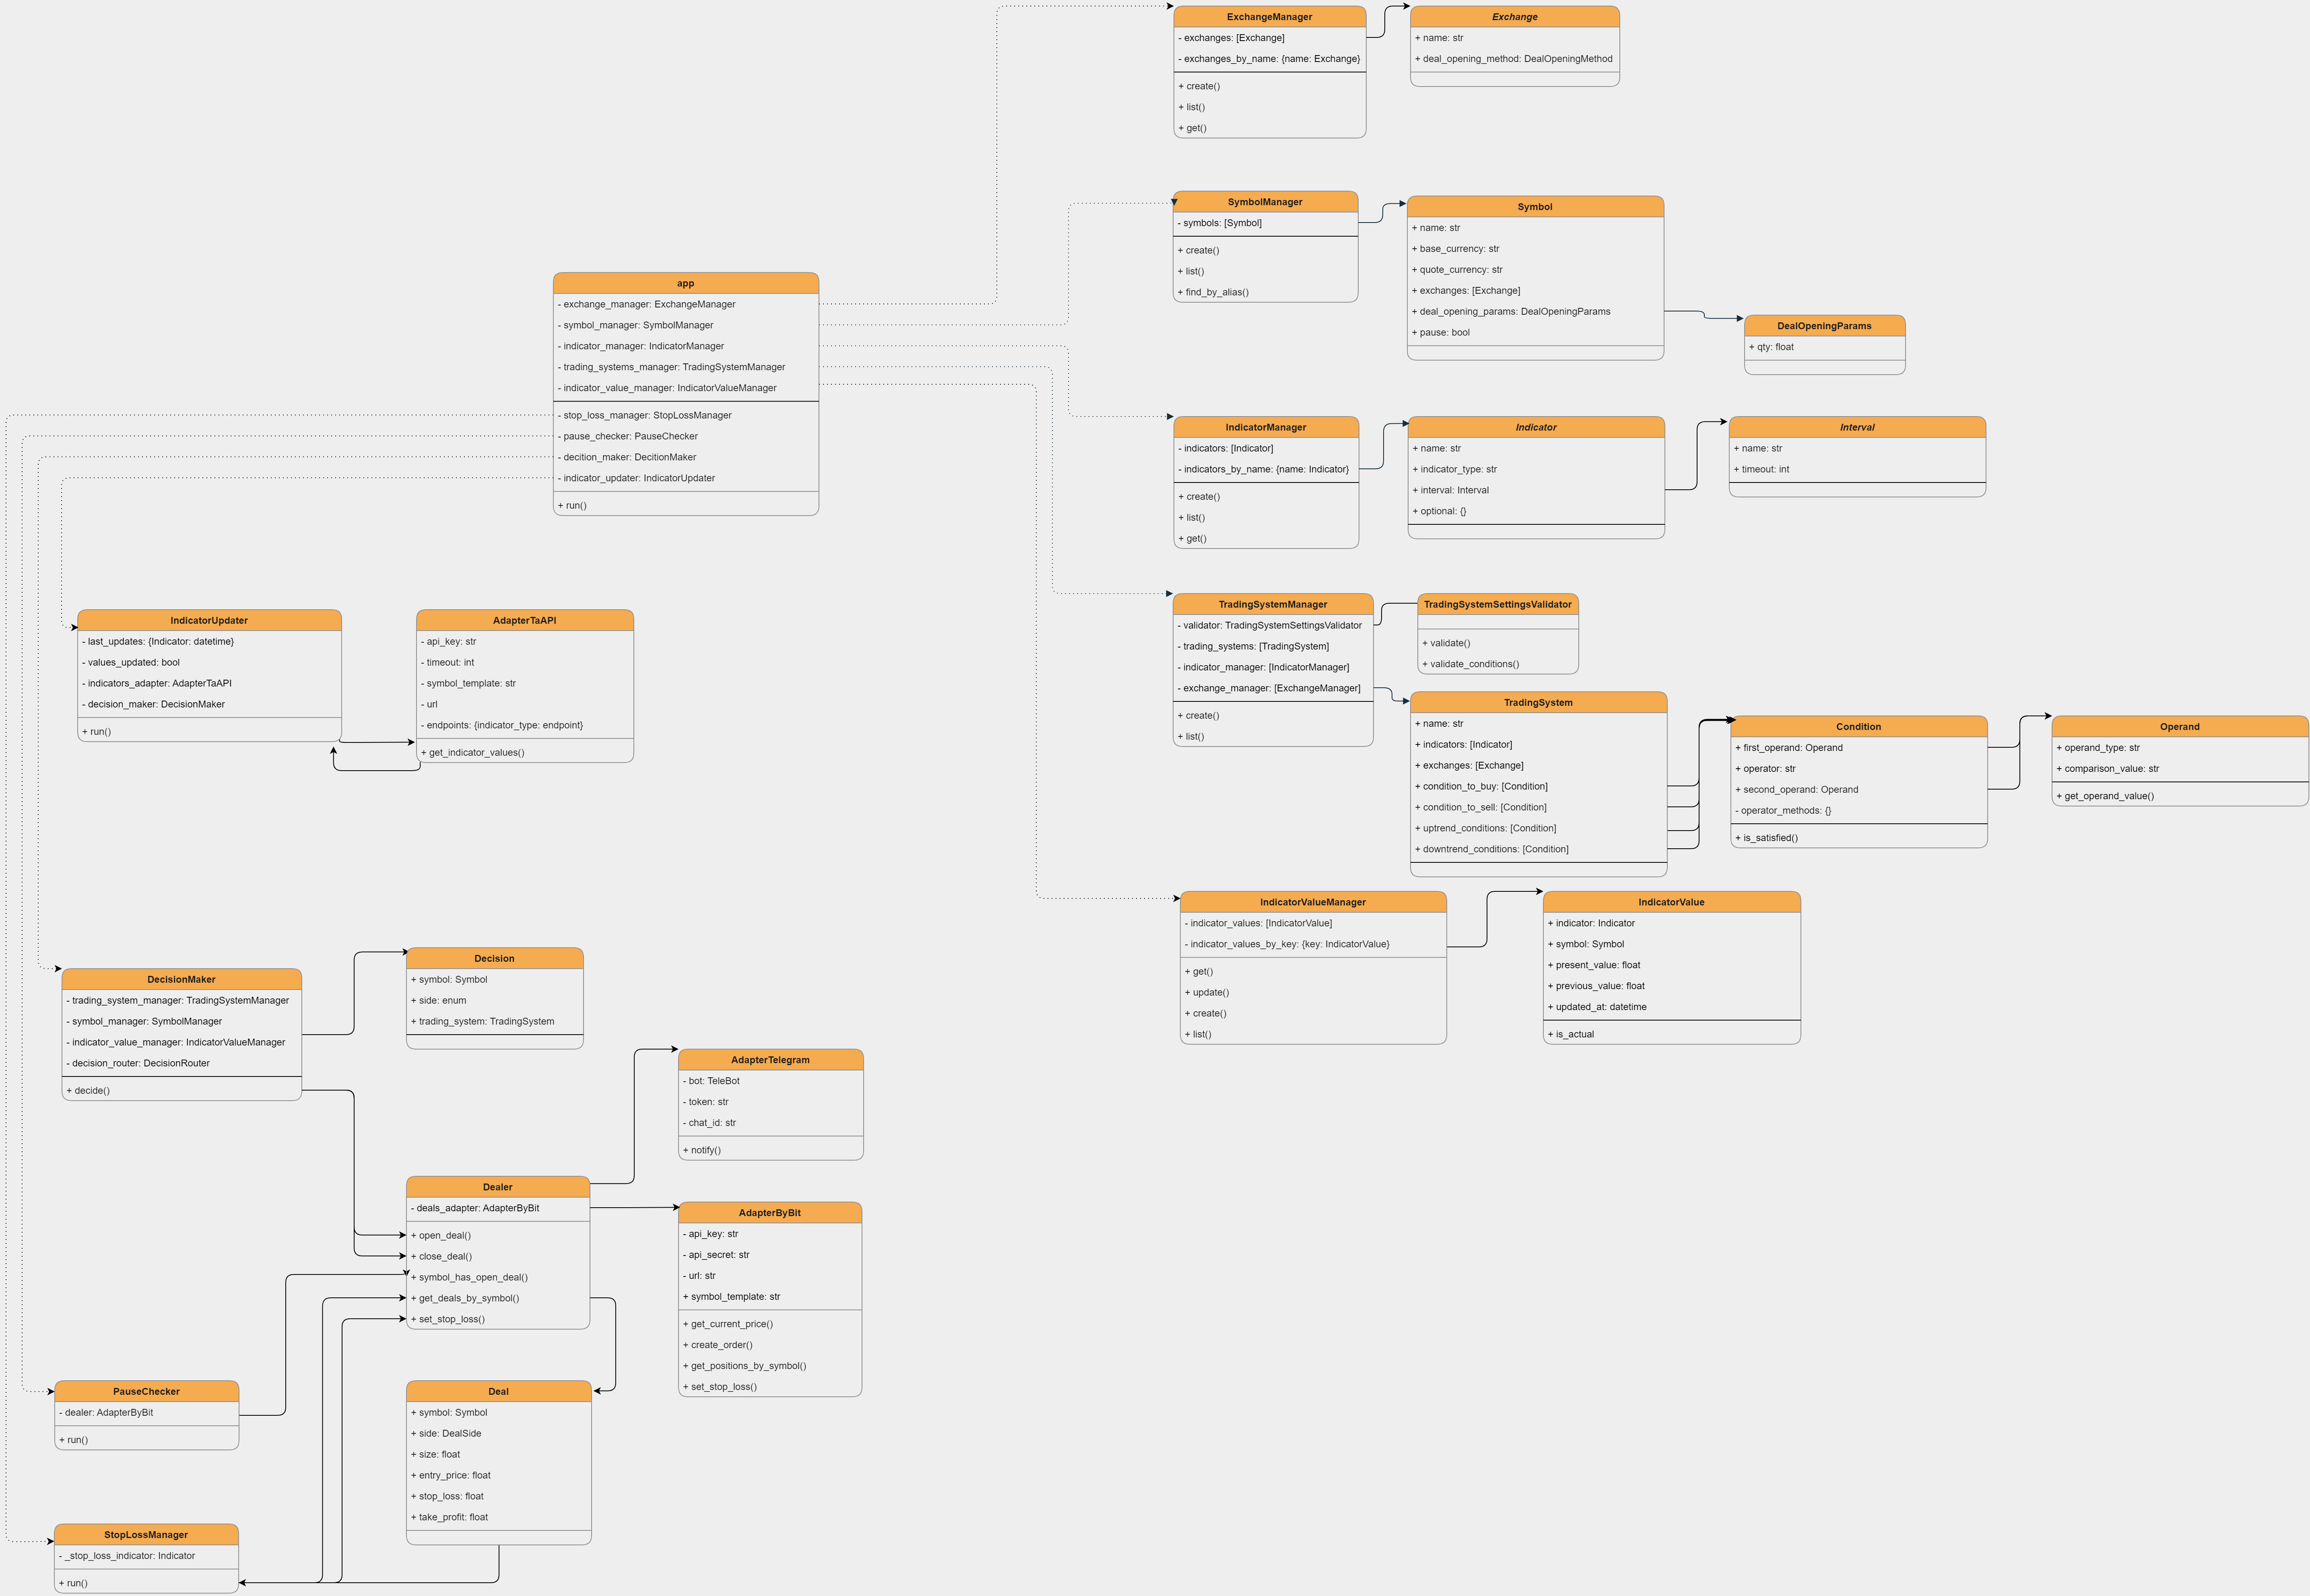 ExchangeManager
- exchanges: [Exchange]
- exchanges_by_name: {name: Exchange}
+ create()
+ list()
+ get()
Exchange
+ name: str
+ deal_opening_method: DealOpeningMethod
SymbolManager
- symbols: [Symbol]
+ create()
+ list()
+ find_by_alias()
Symbol
+ name: str
+ base_currency: str
+ quote_currency: str
+ exchanges: [Exchange]
+ deal_opening_params: DealOpeningParams
+ pause: bool
DealOpeningParams
+ qty: float
app
- exchange_manager: ExchangeManager
- symbol_manager: SymbolManager
- indicator_manager: IndicatorManager
- trading_systems_manager: TradingSystemManager
- indicator_value_manager: IndicatorValueManager
- stop_loss_manager: StopLossManager
- pause_checker: PauseChecker
- decition_maker: DecitionMaker
- indicator_updater: IndicatorUpdater
+ run()
IndicatorManager
- indicators: [Indicator]
- indicators_by_name: {name: Indicator}
+ create()
+ list()
+ get()
Indicator
+ name: str
+ indicator_type: str
+ interval: Interval
+ optional: {}
Interval
+ name: str
+ timeout: int
IndicatorUpdater
- last_updates: {Indicator: datetime}
- values_updated: bool
- indicators_adapter: AdapterTaAPI
- decision_maker: DecisionMaker
+ run()
AdapterTaAPI
- api_key: str
- timeout: int
- symbol_template: str
- url
- endpoints: {indicator_type: endpoint}
+ get_indicator_values()
TradingSystemManager
- validator: TradingSystemSettingsValidator
- trading_systems: [TradingSystem]
- indicator_manager: [IndicatorManager]
- exchange_manager: [ExchangeManager]
+ create()
+ list()
TradingSystemSettingsValidator
+ validate()
+ validate_conditions()
TradingSystem
+ name: str
+ indicators: [Indicator]
+ exchanges: [Exchange]
+ condition_to_buy: [Condition]
+ condition_to_sell: [Condition]
+ uptrend_conditions: [Condition]
+ downtrend_conditions: [Condition]
Condition
+ first_operand: Operand
+ operator: str
+ second_operand: Operand
- operator_methods: {}
+ is_satisfied()
Operand
+ operand_type: str
+ comparison_value: str
+ get_operand_value()
IndicatorValueManager
- indicator_values: [IndicatorValue]
- indicator_values_by_key: {key: IndicatorValue}
+ get()
+ update()
+ create()
+ list()
IndicatorValue
+ indicator: Indicator
+ symbol: Symbol
+ present_value: float
+ previous_value: float
+ updated_at: datetime
+ is_actual
DecisionMaker
- trading_system_manager: TradingSystemManager
- symbol_manager: SymbolManager
- indicator_value_manager: IndicatorValueManager
- decision_router: DecisionRouter
+ decide()
Decision
+ symbol: Symbol
+ side: enum
+ trading_system: TradingSystem
AdapterTelegram
- bot: TeleBot
- token: str
- chat_id: str
+ notify()
Dealer
- deals_adapter: AdapterByBit
+ open_deal()
+ close_deal()
+ symbol_has_open_deal()
+ get_deals_by_symbol()
+ set_stop_loss()
AdapterByBit
- api_key: str
- api_secret: str
- url: str
+ symbol_template: str
+ get_current_price()
+ create_order()
+ get_positions_by_symbol()
+ set_stop_loss()
PauseChecker
- dealer: AdapterByBit
+ run()
Deal
+ symbol: Symbol
+ side: DealSide
+ size: float
+ entry_price: float
+ stop_loss: float
+ take_profit: float
StopLossManager
- _stop_loss_indicator: Indicator
+ run()